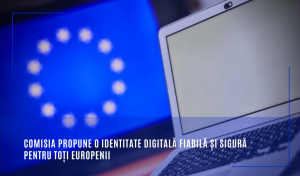 COMISIA PROPUNE O IDENTITATE DIGITALĂ FIABILĂ ȘI SIGURĂ
PENTRU TOȚI EUROPENII